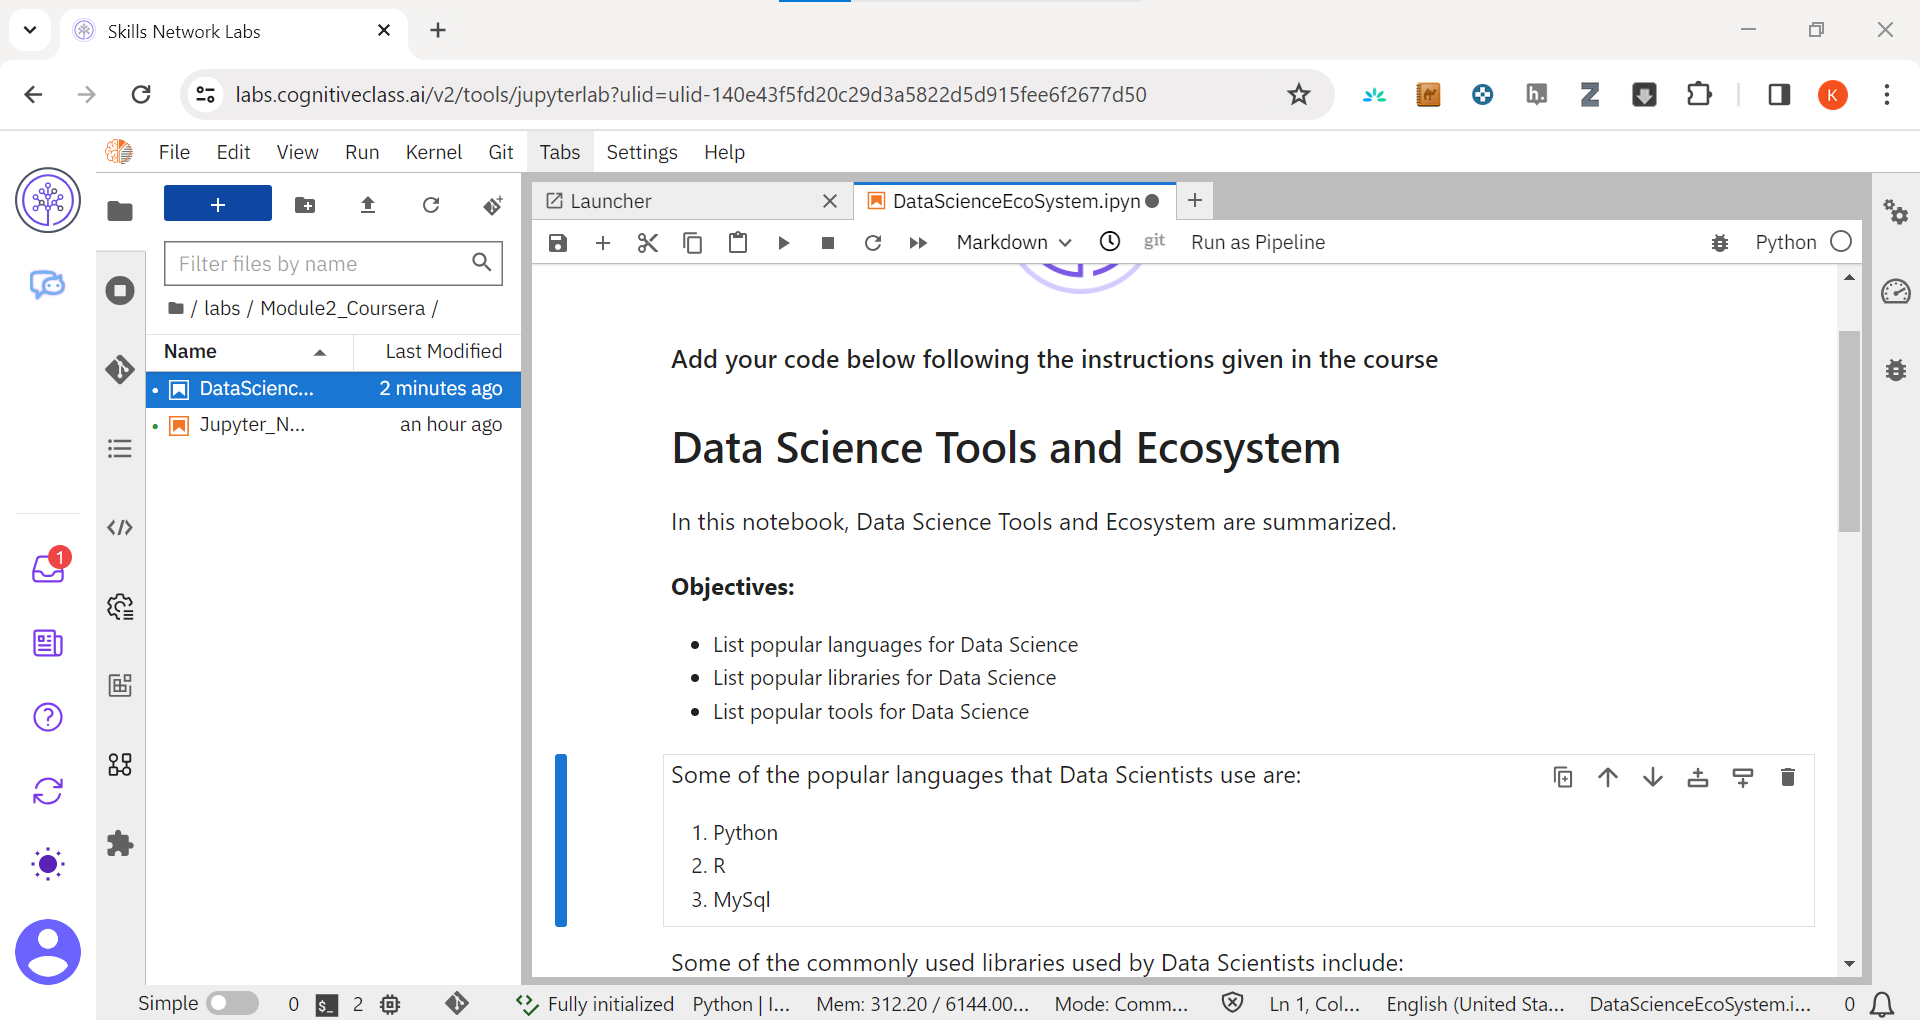 Skills Network Labs
labs.cognitiveclass.ai/v2/tools/jupyterlab?ulid=ulid-140e43f5fd20c29d3a5822d5d915fee6f2677d50
h.
Z
K
File Edit View Run Kernel Git Tabs Settings Help
Launcher
DataScienceEcoSystem.ipyn
Markdown
git
Run as Pipeline
Python
Filter files by name
/ labs / Module2_Coursera /
Name
Last Modified
DataScienc...
2 minutes ago
Jupyter_N...
an hour ago
1
Add your code below following the instructions given in the course
Data Science Tools and Ecosystem
In this notebook, Data Science Tools and Ecosystem are summarized.
Objectives:
List popular languages for Data Science
List popular libraries for Data Science
List popular tools for Data Science
Some of the popular languages that Data Scientists use are:
1. Python
2. R
3. MySql
Some of the commonly used libraries used by Data Scientists include:
Simple 0 $_ 2 Fully initialized Python | I... Mem: 312.20 / 6144.00... Mode: Comm... Ln 1, Col... English (United Sta... DataScienceEcoSystem.i... 0